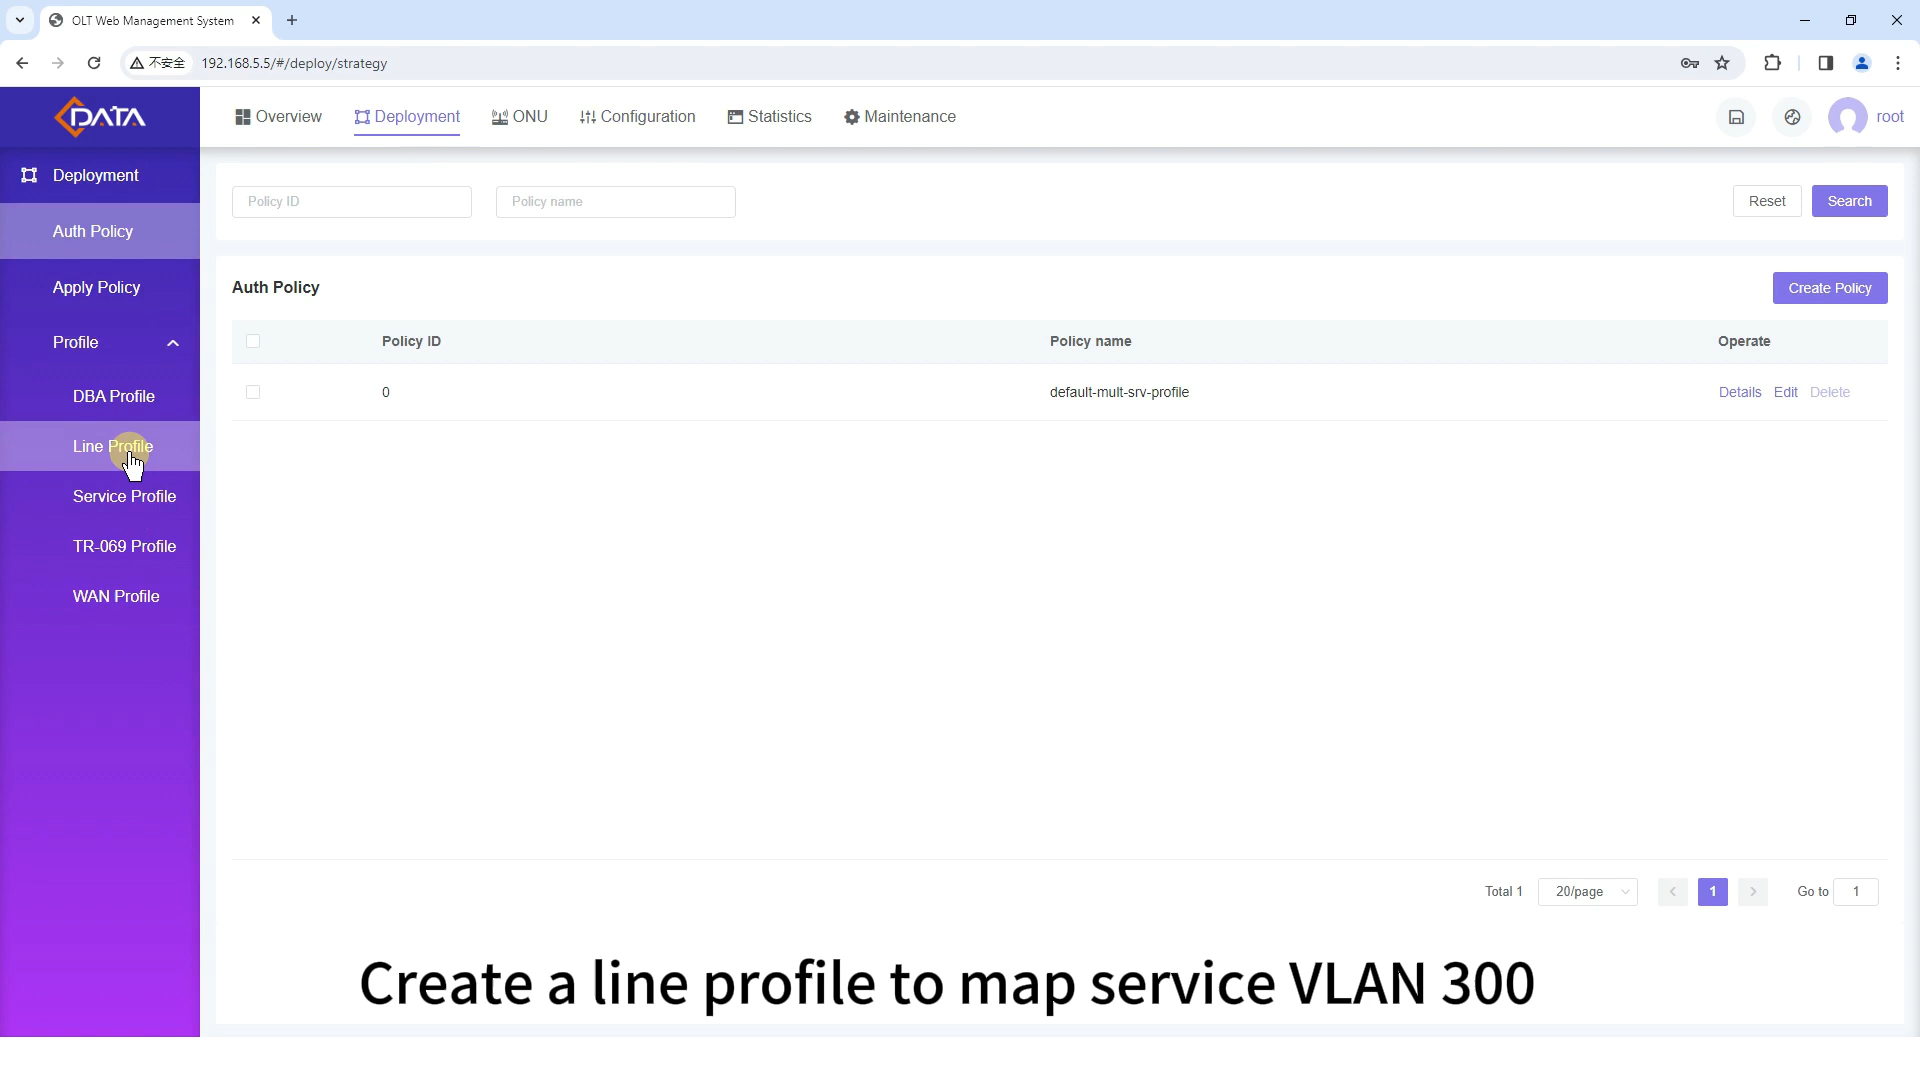 OLT Web Management System
不安全 192.168.5.5/#/deploy/strategy
DATA
Overview Deployment ONU Configuration Statistics Maintenance root
Deployment
Auth Policy
Apply Policy
Profile
DBA Profile
Line Profile
Service Profile
TR-069 Profile
WAN Profile
Policy ID Policy name Reset Search
Auth Policy Create Policy
Policy ID Policy name Operate
0 default-mult-srv-profile Details Edit Delete
Total 1 20/page 1 Go to 1
Create a line profile to map service VLAN 300